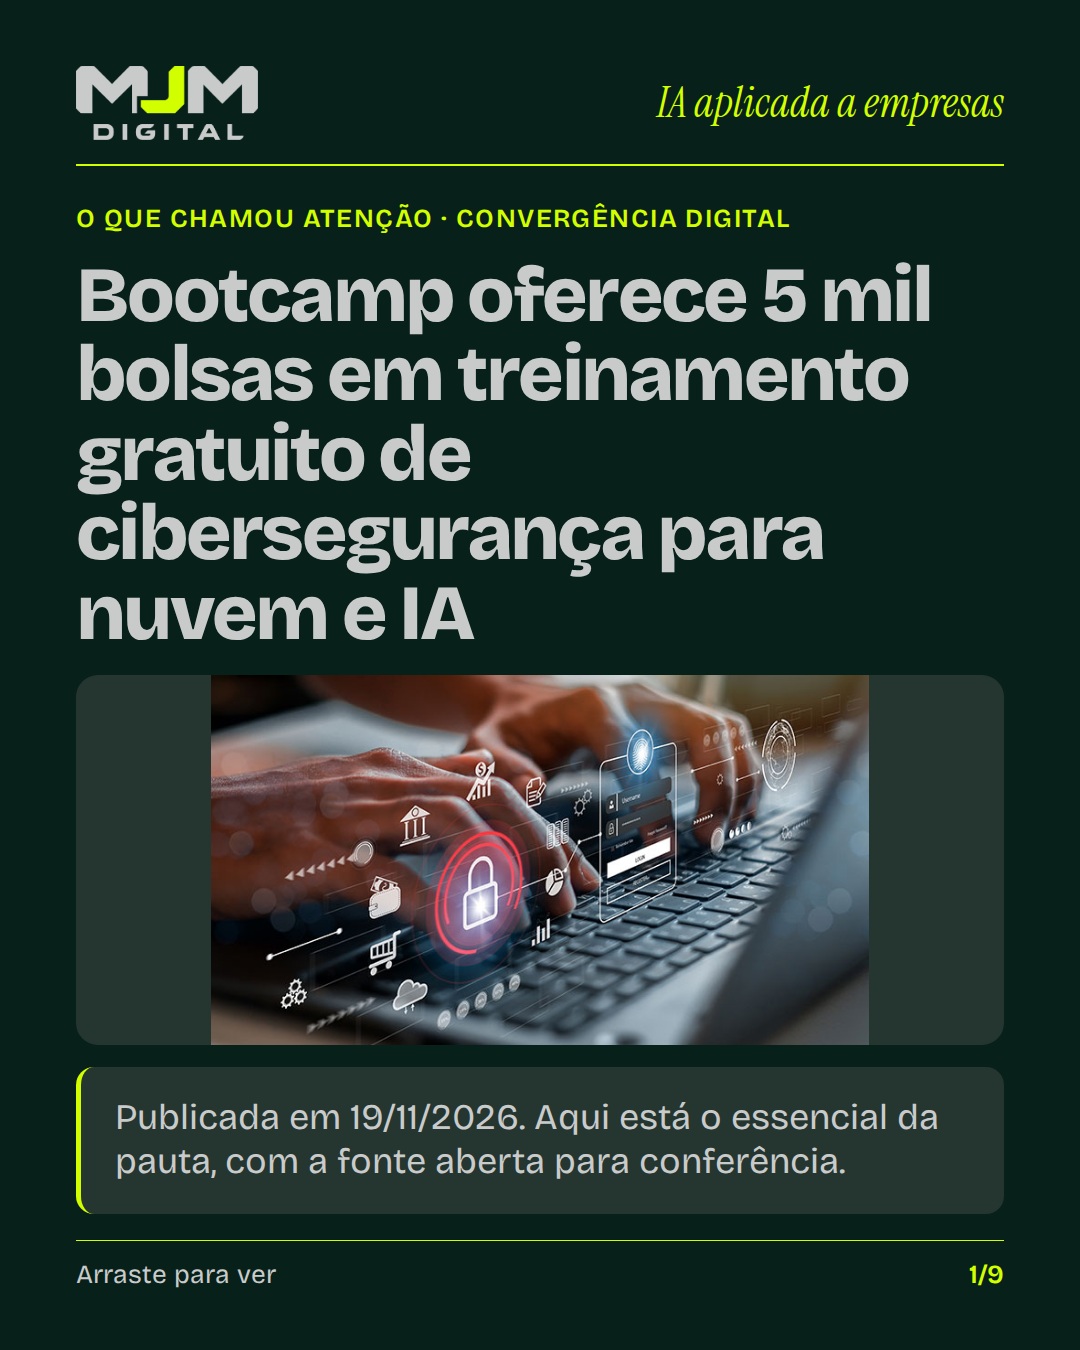 MJM
DIGITAL
IA aplicada a empresas
O QUE CHAMOU ATENÇÃO · CONVERGÊNCIA DIGITAL
Bootcamp oferece 5 mil
bolsas em treinamento
gratuito de
cibersegurança para
nuvem e IA
Username
LOGIN
Publicada em 19/11/2026. Aqui está o essencial da
pauta, com a fonte aberta para conferência.
Arraste para ver
1/9